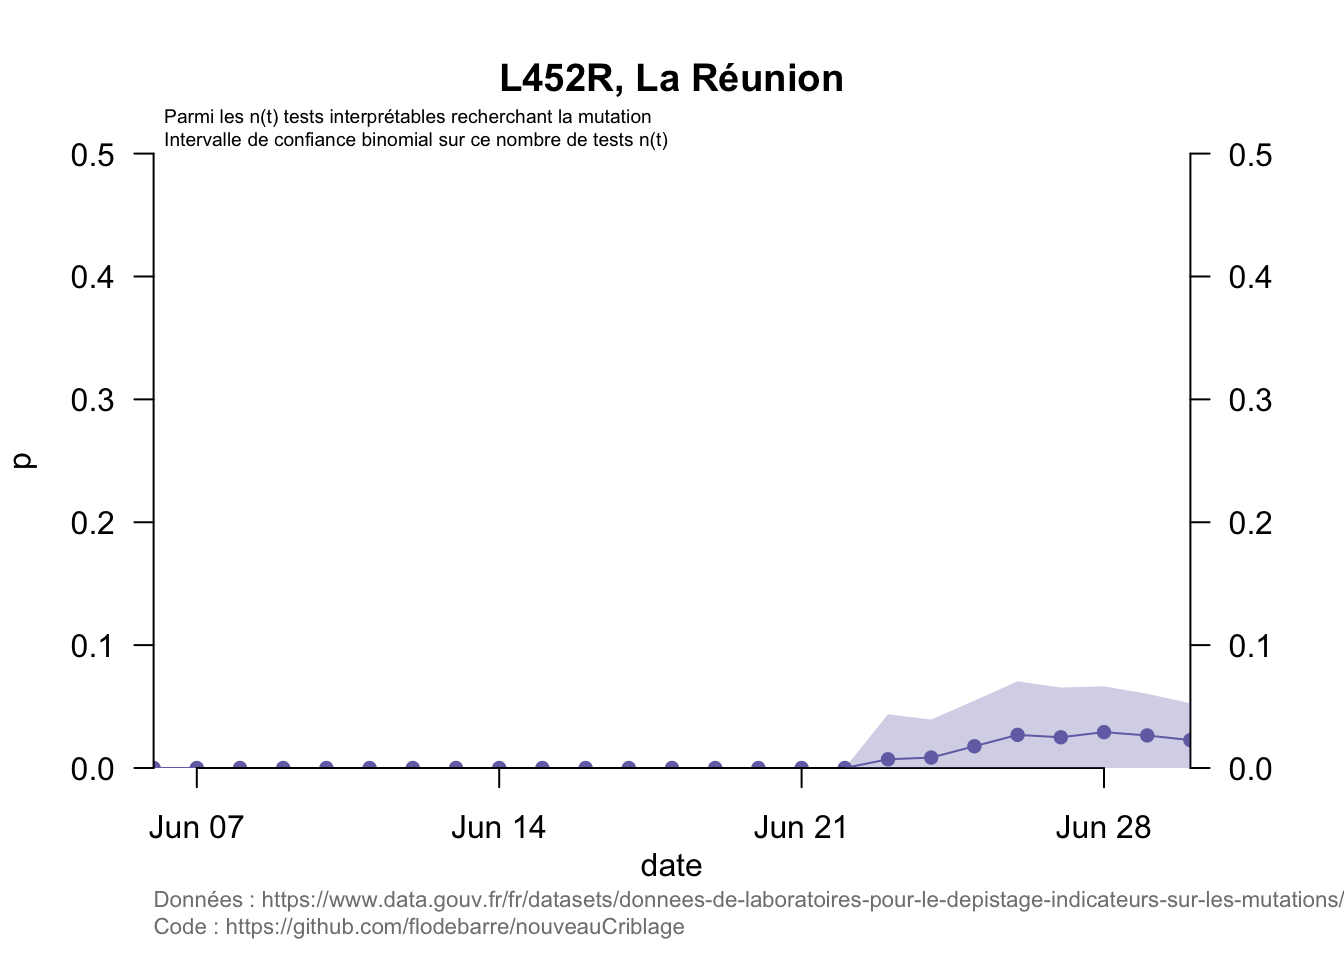 L452R, La Réunion
Parmi les n(t) tests interprétables recherchant la mutation
Intervalle de confiance binomial sur ce nombre de tests n(t)
0.5
0.4
0.3
0.2
0.1
0.0
p
0.5
0.4
0.3
0.2
0.1
0.0
Jun 07 Jun 14 Jun 21 Jun 28
date
Données : https://www.data.gouv.fr/fr/datasets/donnees-de-laboratoires-pour-le-depistage-indicateurs-sur-les-mutations/
Code : https://github.com/flodebarre/nouveauCriblage